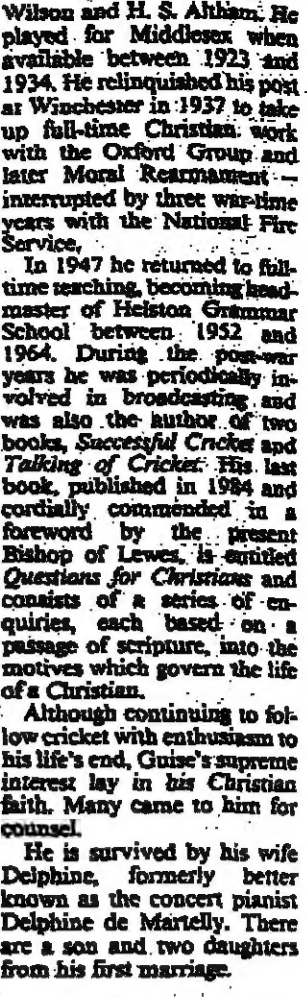 Wilson and H. S. Altham. He
played for Middlesex when
available between 1923 and
1934. He relinquished his post
at Winchester in 1937 to take
up full-time Christian work
with the Oxford Group and
later Moral Rearmament —
interrupted by three war-time
years with the National Fire
Service.
In 1947 he returned to full-
time teaching, becoming head-
master of Helston Grammar
School between 1952 and
1964. During the post-war
years he was periodically in-
volved in broadcasting and
was also the author of two
books, Successful Cricket and
Talking of Cricket. His last
book, published in 1984 and
cordially commended in a
foreword by the present
Bishop of Lewes, is entitled
Questions for Christians and
consists of a series of en-
quiries, each based on a
passage of scripture, into the
motives which govern the life
of a Christian.
Although continuing to fol-
low cricket with enthusiasm to
his life's end, Guise's supreme
interest lay in his Christian
faith. Many came to him for
counsel.
He is survived by his wife
Delphine, formerly better
known as the concert pianist
Delphine de Martelly. There
are a son and two daughters
from his first marriage.